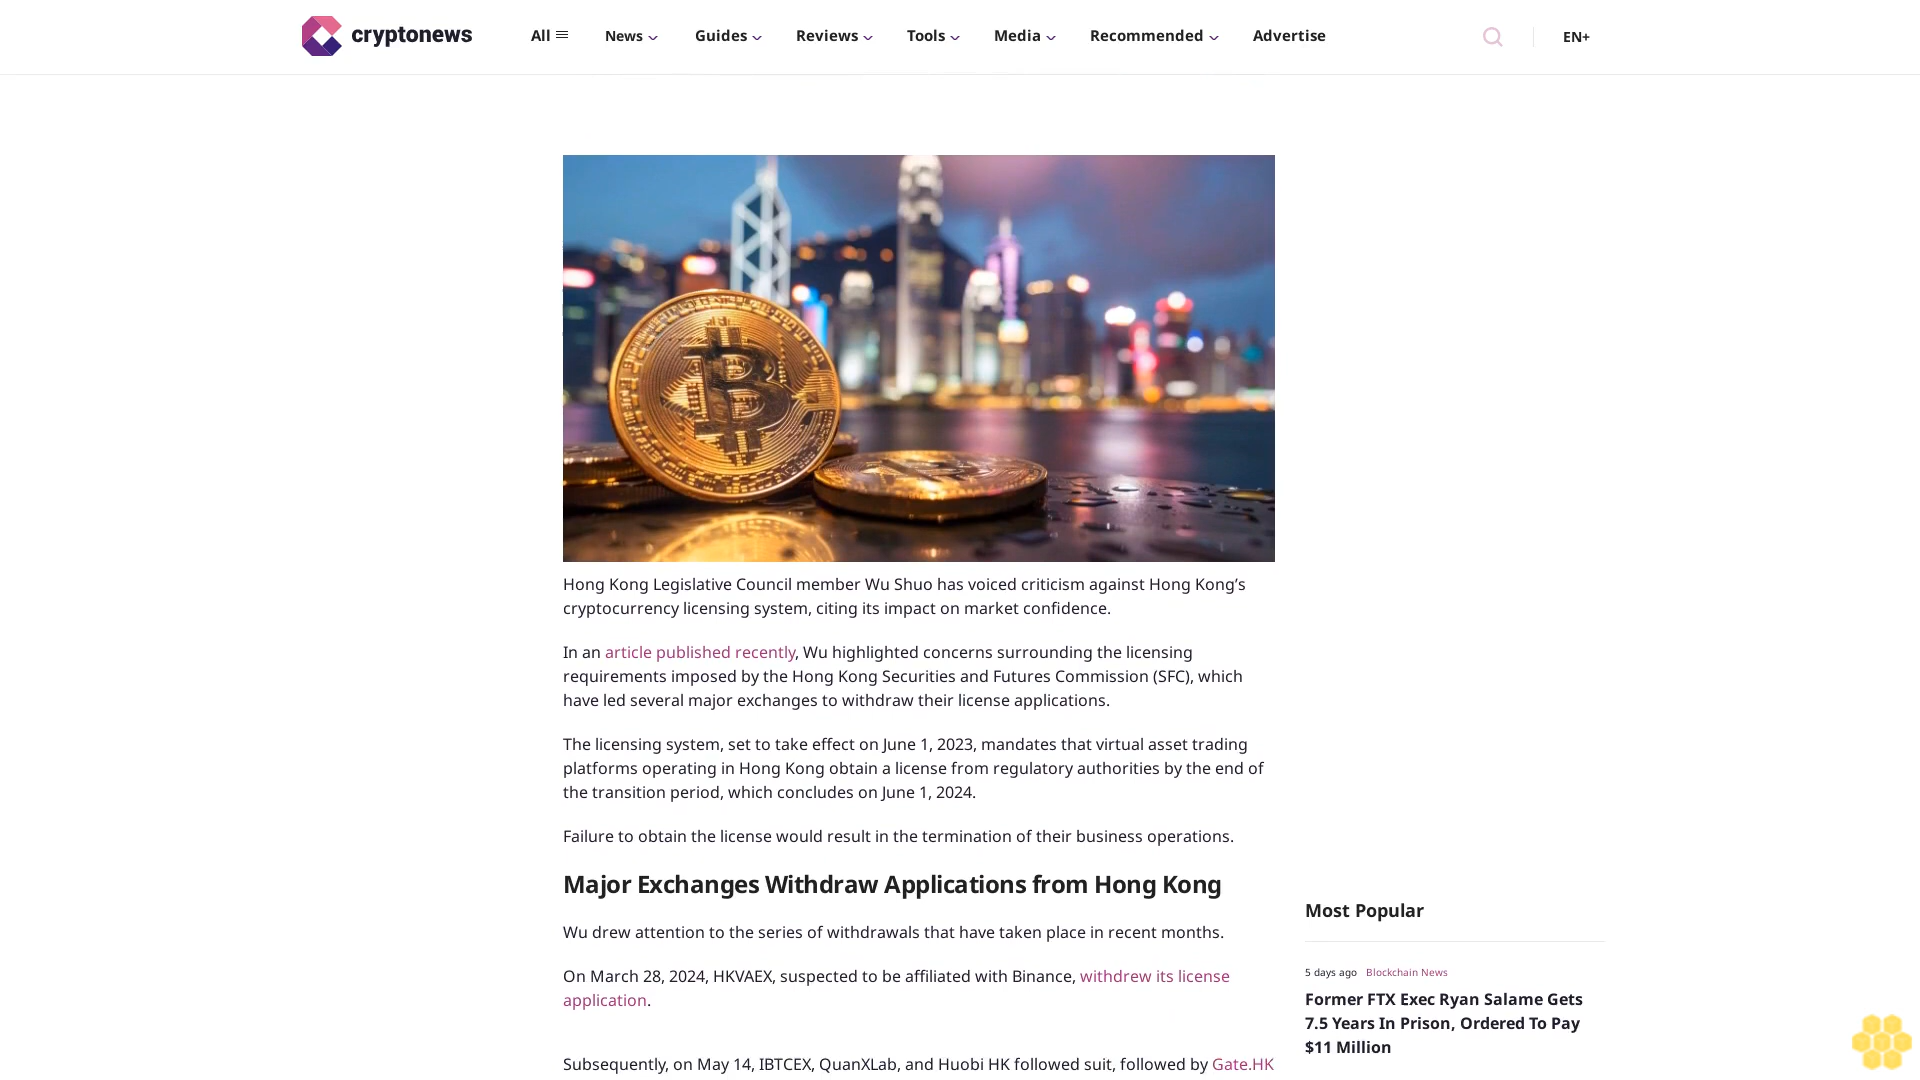 cryptonews
All
News
Guides
Reviews
Tools
Media
Recommended
Advertise
EN+
Hong Kong Legislative Council member Wu Shuo has voiced criticism against Hong Kong’s
cryptocurrency licensing system, citing its impact on market confidence.
In an article published recently, Wu highlighted concerns surrounding the licensing
requirements imposed by the Hong Kong Securities and Futures Commission (SFC), which
have led several major exchanges to withdraw their license applications.
The licensing system, set to take effect on June 1, 2023, mandates that virtual asset trading
platforms operating in Hong Kong obtain a license from regulatory authorities by the end of
the transition period, which concludes on June 1, 2024.
Failure to obtain the license would result in the termination of their business operations.
Major Exchanges Withdraw Applications from Hong Kong
Wu drew attention to the series of withdrawals that have taken place in recent months.
On March 28, 2024, HKVAEX, suspected to be affiliated with Binance, withdrew its license
application.
Subsequently, on May 14, IBTCEX, QuanXLab, and Huobi HK followed suit, followed by Gate.HK
Most Popular
5 days ago Blockchain News
Former FTX Exec Ryan Salame Gets
7.5 Years In Prison, Ordered To Pay
$11 Million